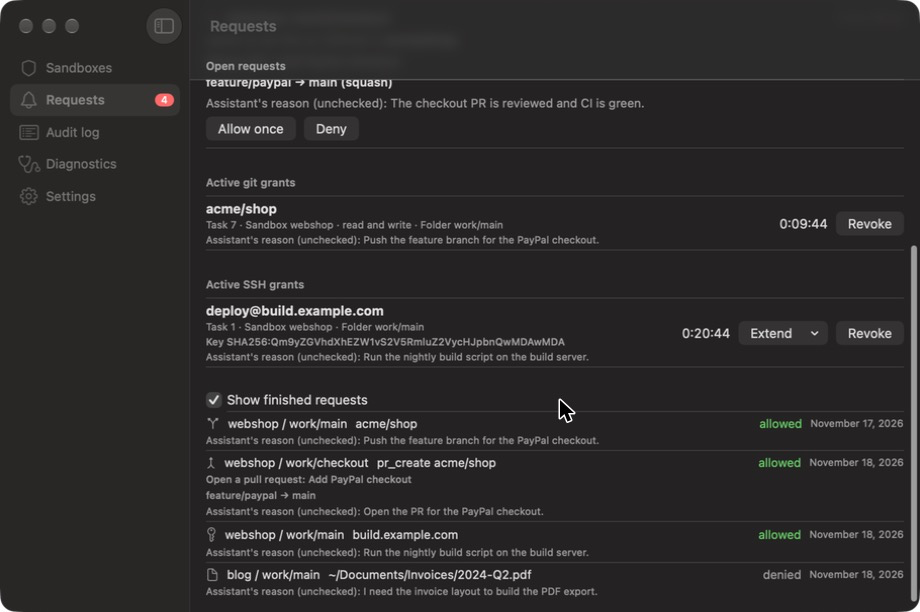 Requests
Sandboxes
Requests 4
Audit log
Diagnostics
Settings
Open requests
feature/paypal → main (squash)
Assistant's reason (unchecked): The checkout PR is reviewed and CI is green.
Allow once Deny
Active git grants
acme/shop
Task 7 · Sandbox webshop · read and write · Folder work/main
Assistant's reason (unchecked): Push the feature branch for the PayPal checkout.
0:09:44 Revoke
Active SSH grants
deploy@build.example.com
Task 1 · Sandbox webshop · Folder work/main
Key SHA256:Qm9yZGVhdXhEZW1vS2V5RmluZ2VycHJpbnQwMDAwMDA
Assistant's reason (unchecked): Run the nightly build script on the build server.
0:20:44 Extend Revoke
Show finished requests
webshop / work/main acme/shop allowed November 17, 2026
Assistant's reason (unchecked): Push the feature branch for the PayPal checkout.
webshop / work/checkout pr_create acme/shop allowed November 18, 2026
Open a pull request: Add PayPal checkout
feature/paypal → main
Assistant's reason (unchecked): Open the PR for the PayPal checkout.
webshop / work/main build.example.com allowed November 18, 2026
Assistant's reason (unchecked): Run the nightly build script on the build server.
blog / work/main ~/Documents/Invoices/2024-Q2.pdf denied November 18, 2026
Assistant's reason (unchecked): I need the invoice layout to build the PDF export.